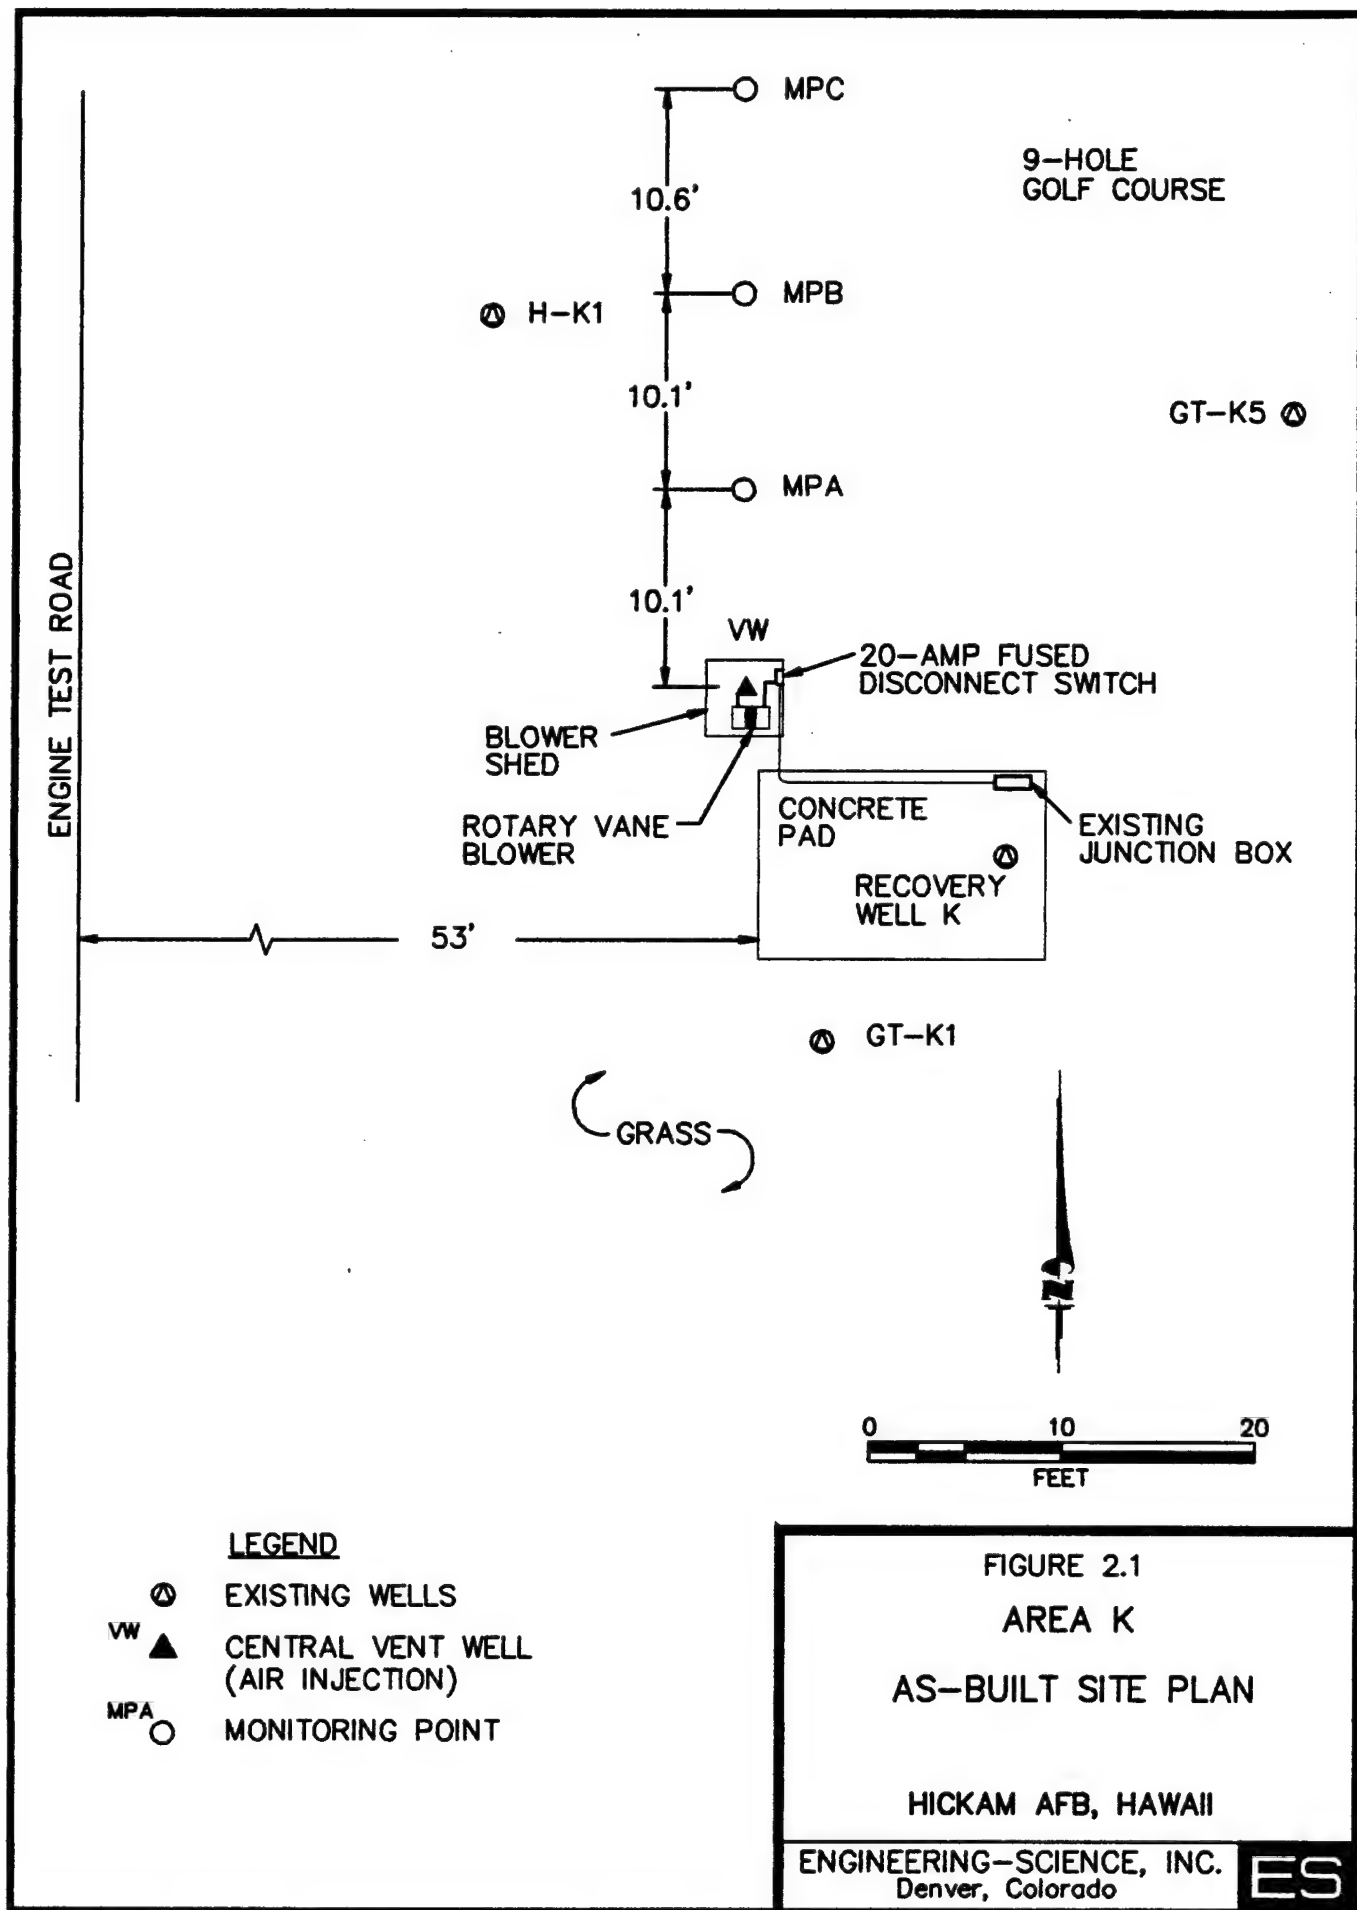 MPC
9-HOLE
GOLF COURSE
10.6'
MPB
H-K1
10.1'
GT-K5
MPA
ENGINE TEST ROAD
10.1'
VW
20-AMP FUSED
DISCONNECT SWITCH
BLOWER
SHED
ROTARY VANE
BLOWER
CONCRETE
PAD
EXISTING
JUNCTION BOX
RECOVERY
WELL K
53'
GT-K1
GRASS
N
0 10 20
FEET
LEGEND
EXISTING WELLS
VW
CENTRAL VENT WELL
(AIR INJECTION)
MPA
MONITORING POINT
FIGURE 2.1
AREA K
AS-BUILT SITE PLAN
HICKAM AFB, HAWAII
ENGINEERING-SCIENCE, INC.
Denver, Colorado
ES